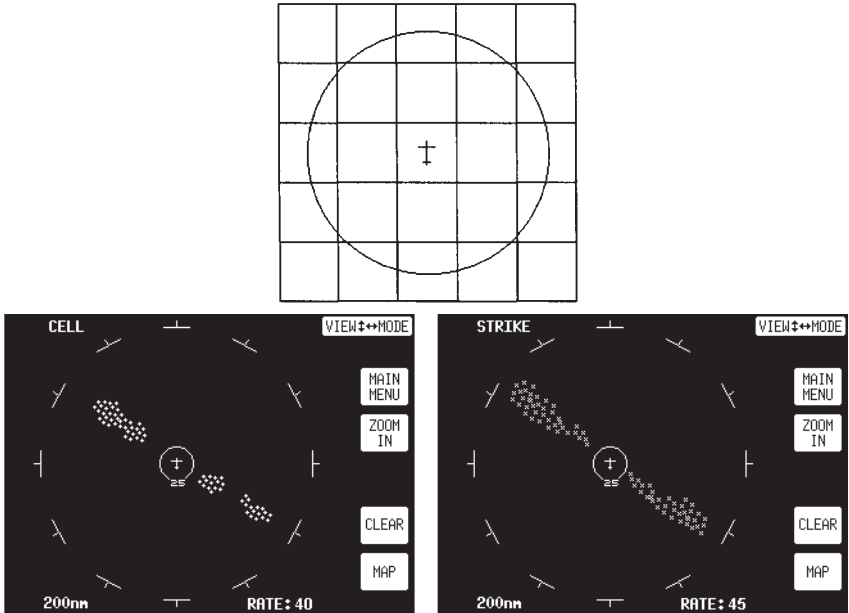 CELL
VIEW↕↔MODE
MAIN
MENU
ZOOM
IN
25
CLEAR
MAP
200nm
RATE:40
STRIKE
VIEW↕↔MODE
MAIN
MENU
ZOOM
IN
25
CLEAR
MAP
200nm
RATE:45